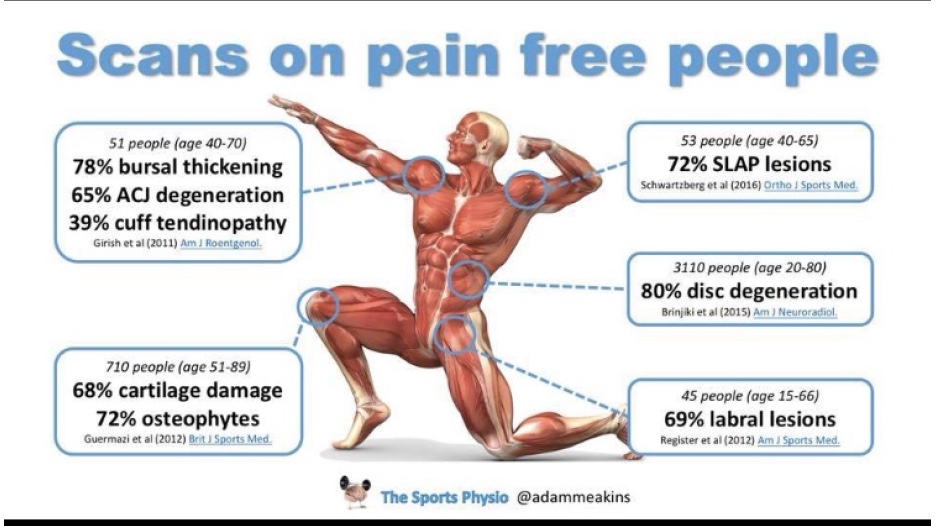 Scans on pain free people
51 people (age 40-70)
78% bursal thickening
65% ACJ degeneration
39% cuff tendinopathy
Girish et al (2011) Am J Roentgenol.
53 people (age 40-65)
72% SLAP lesions
Schwartzberg et al (2016) Ortho J Sports Med.
3110 people (age 20-80)
80% disc degeneration
Brinjiki et al (2015) Am J Neuroradiol.
710 people (age 51-89)
68% cartilage damage
72% osteophytes
Guermazi et al (2012) Brit J Sports Med.
45 people (age 15-66)
69% labral lesions
Register et al (2012) Am J Sports Med.
The Sports Physio @adammeakins